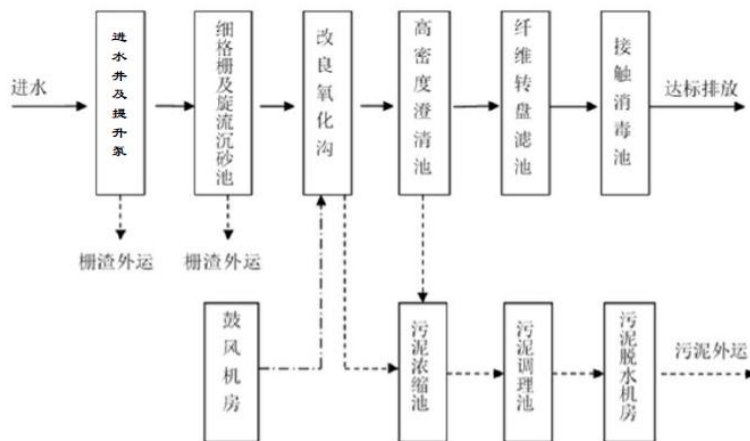 进水
进水井及提升泵
细格栅及旋流沉砂池
改良氧化沟
高密度澄清池
纤维转盘滤池
接触消毒池
达标排放
栅渣外运
栅渣外运
鼓风机房
污泥浓缩池
污泥调理池
污泥脱水机房
污泥外运